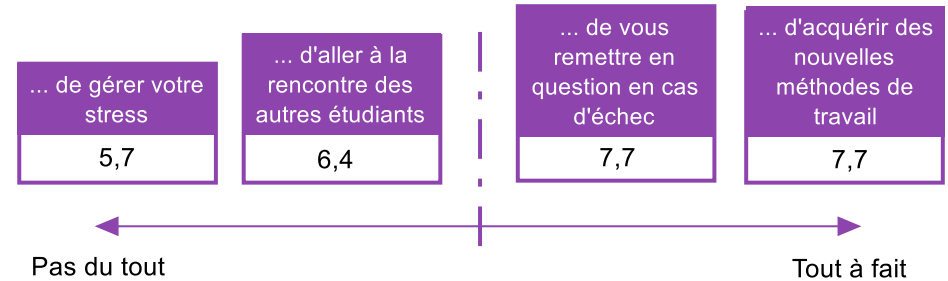 ... de gérer votre
stress
5,7
... d'aller à la
rencontre des
autres étudiants
6,4
... de vous
remettre en
question en cas
d'échec
7,7
... d'acquérir des
nouvelles
méthodes de
travail
7,7
Pas du tout
Tout à fait